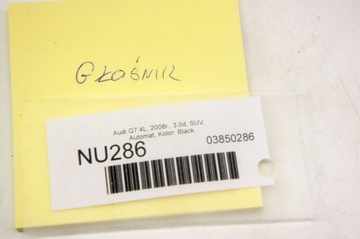 Głośnik
Audi Q7 4L, 2008r., 3.0d, SUV,
Automat, Kolor: Black
NU286
03850286